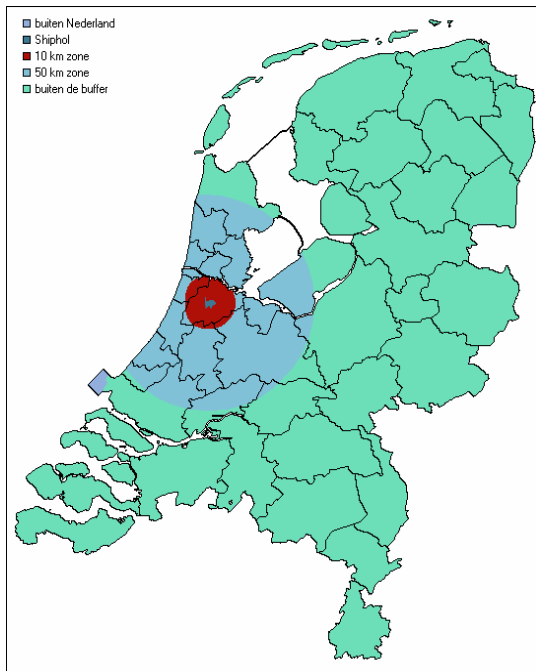 buiten Nederland
Shiphol
10 km zone
50 km zone
buiten de buffer